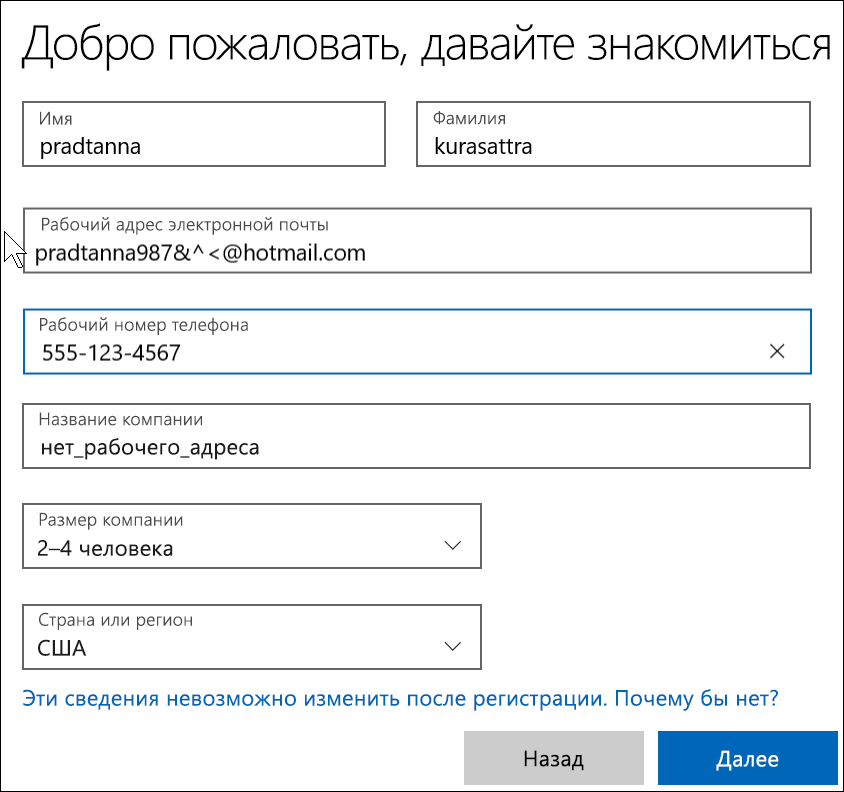 Добро пожаловать, давайте знакомиться
Имя
pradtanna
Фамилия
kurasattra
Рабочий адрес электронной почты
pradtanna987&^<@hotmail.com
Рабочий номер телефона
555-123-4567
Название компании
нет_рабочего_адреса
Размер компании
2–4 человека
Страна или регион
США
Эти сведения невозможно изменить после регистрации. Почему бы нет?
Назад
Далее